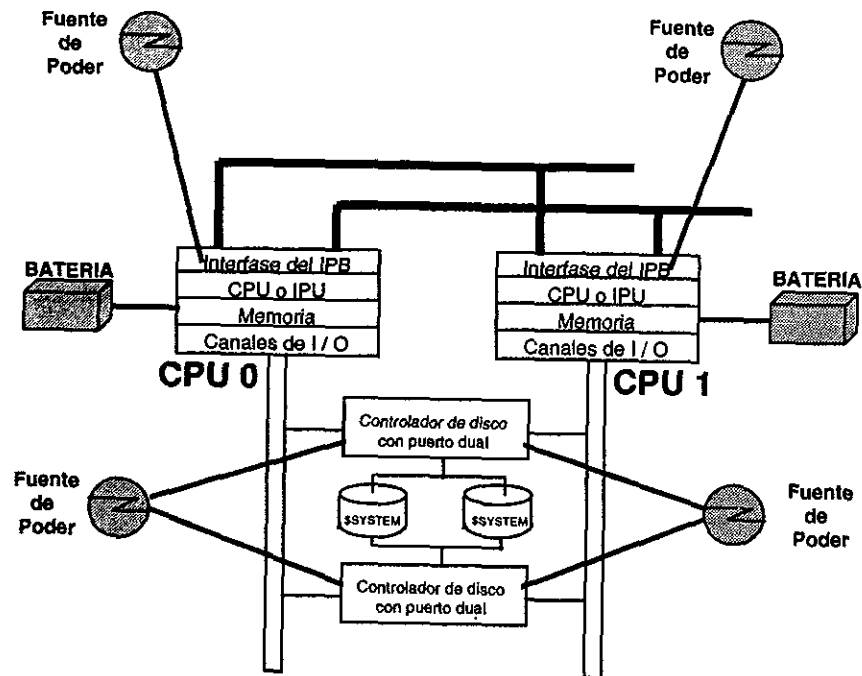 Fuente
de
Poder
Fuente
de
Poder
BATERIA
Interfase del IPB
CPU o IPU
Memoria
Canales de I / O
CPU 0
Interfase del IPB
CPU o IPU
Memoria
Canales de I / O
CPU 1
BATERIA
Controlador de disco
con puerto dual
Fuente
de
Poder
$SYSTEM
$SYSTEM
Fuente
de
Poder
Controlador de disco
con puerto dual